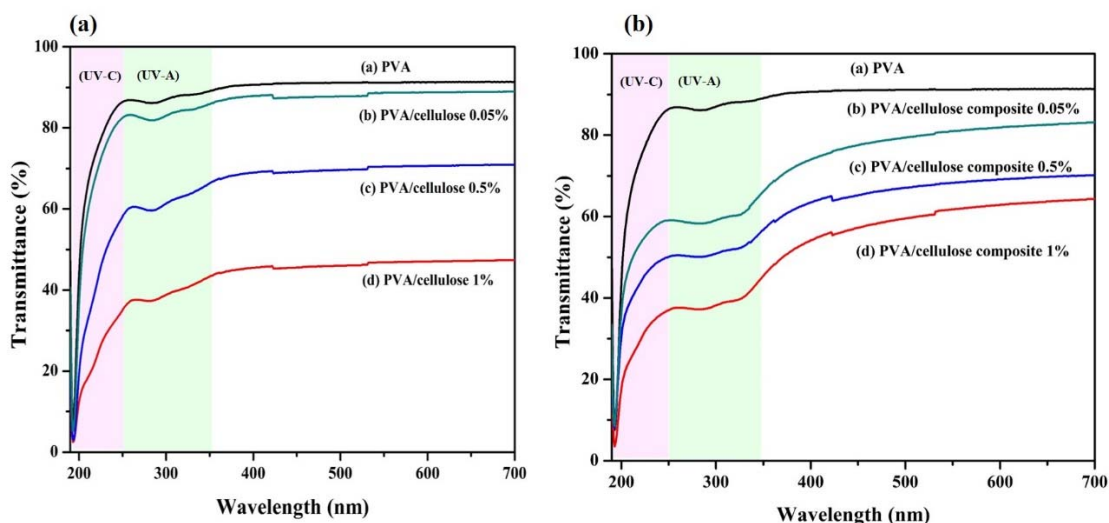 (a)
100
80
60
40
20
0
Transmittance (%)
(UV-C)
(UV-A)
(a) PVA
(b) PVA/cellulose 0.05%
(c) PVA/cellulose 0.5%
(d) PVA/cellulose 1%
200
300
400
500
600
700
Wavelength (nm)
(b)
100
80
60
40
20
0
Transmittance (%)
(UV-C)
(UV-A)
(a) PVA
(b) PVA/cellulose composite 0.05%
(c) PVA/cellulose composite 0.5%
(d) PVA/cellulose composite 1%
200
300
400
500
600
700
Wavelength (nm)